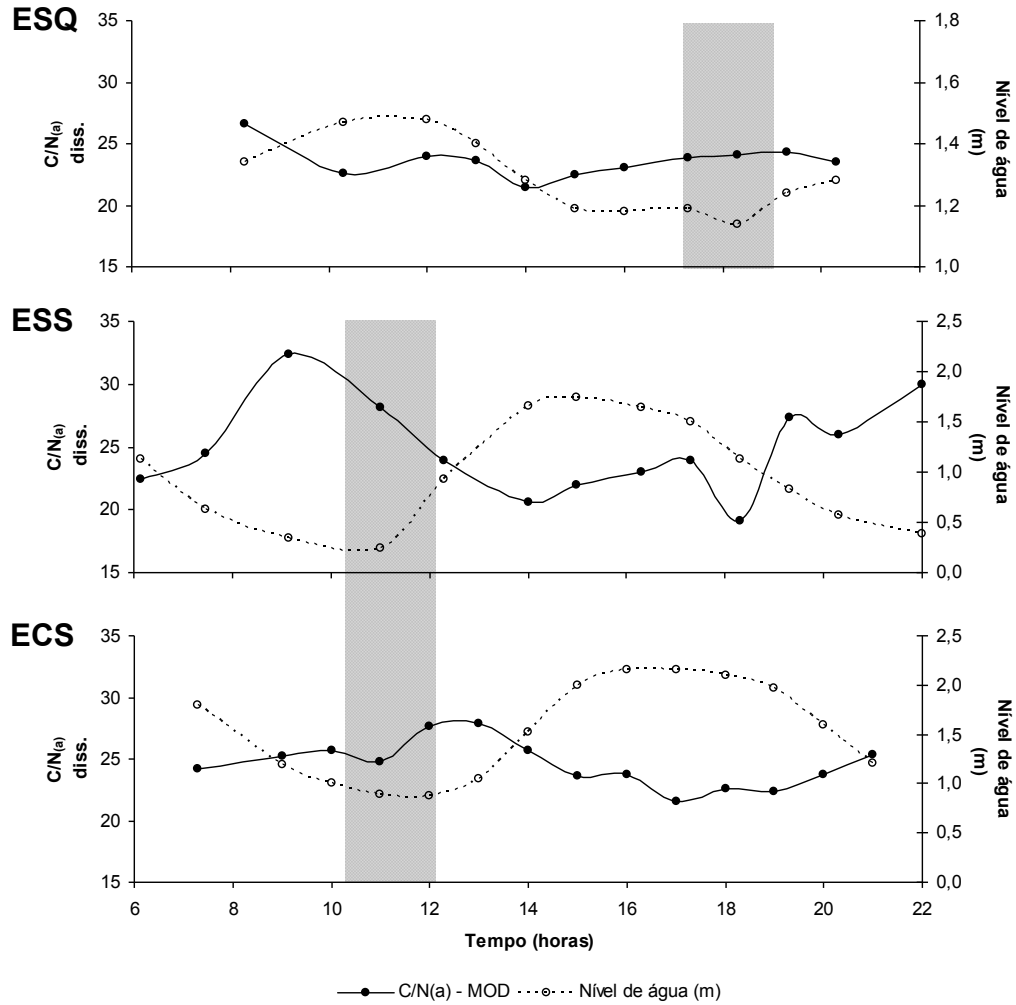 ESQ
35
30
25
20
15
C/N(a)
diss.
1,8
1,6
1,4
1,2
1,0
Nível de água
(m)
ESS
35
30
25
20
15
C/N(a)
diss.
2,5
2,0
1,5
1,0
0,5
0,0
Nível de água
(m)
ECS
35
30
25
20
15
C/N(a)
diss.
2,5
2,0
1,5
1,0
0,5
0,0
Nível de água
(m)
6 8 10 12 14 16 18 20 22
Tempo (horas)
C/N(a) - MOD Nível de água (m)